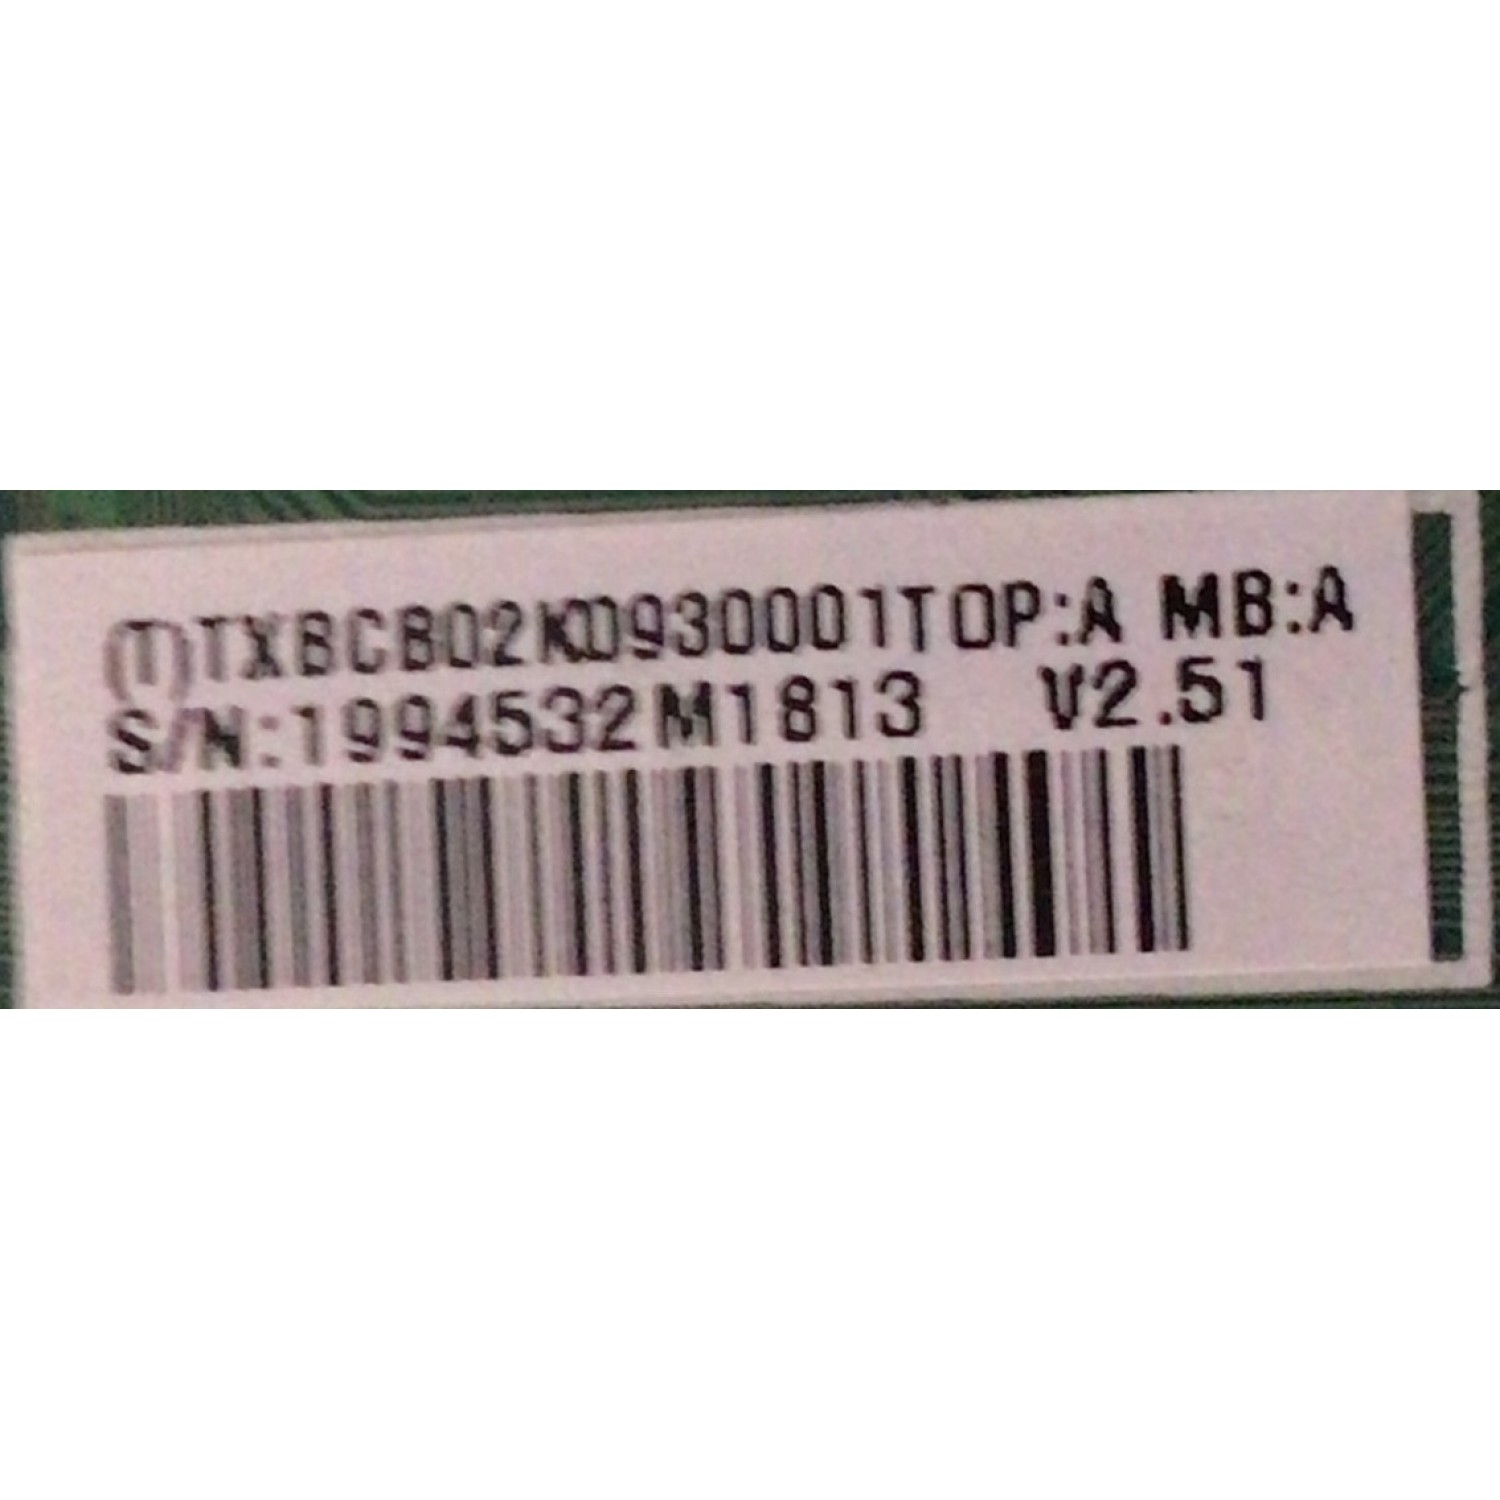 (T)TXBCB02K0930001TOP:A MB:A
S/N:1994532M1813 V2.51